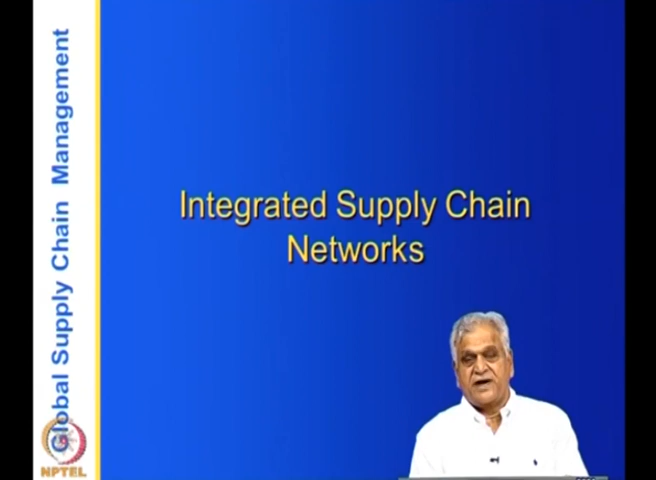 Global Supply Chain Management
Integrated Supply Chain
Networks
NPTEL